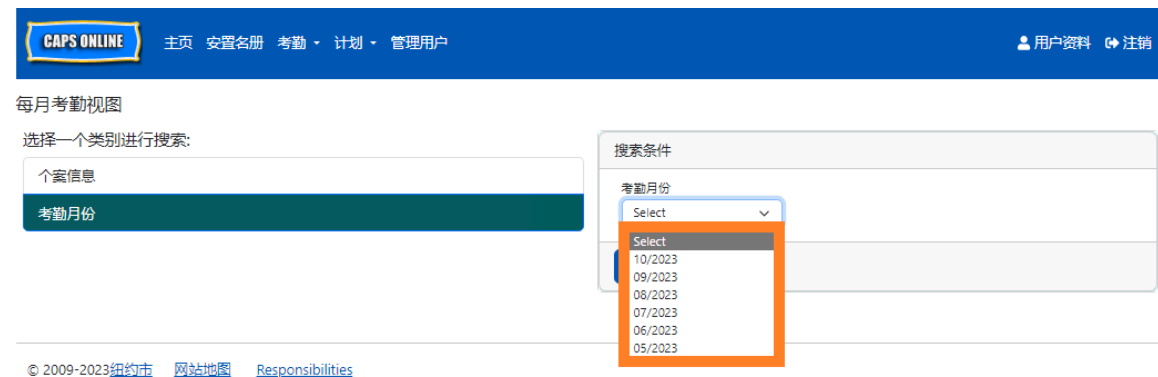 CAPS ONLINE 主页 安置名册 考勤 计划 管理用户 用户资料 注销
每月考勤视图
选择一个类别进行搜索:
个案信息
考勤月份
搜索条件
考勤月份
Select
Select
10/2023
09/2023
08/2023
07/2023
06/2023
05/2023
© 2009-2023纽约市 网站地图 Responsibilities